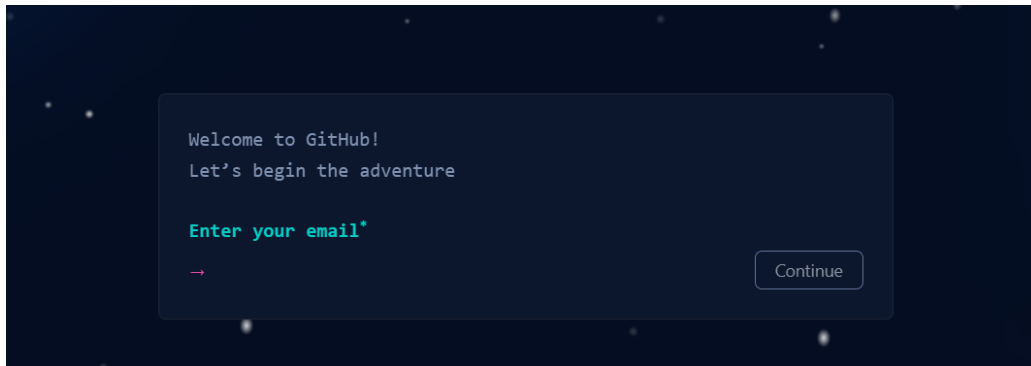 Welcome to GitHub!
Let’s begin the adventure
Enter your email*
→
Continue